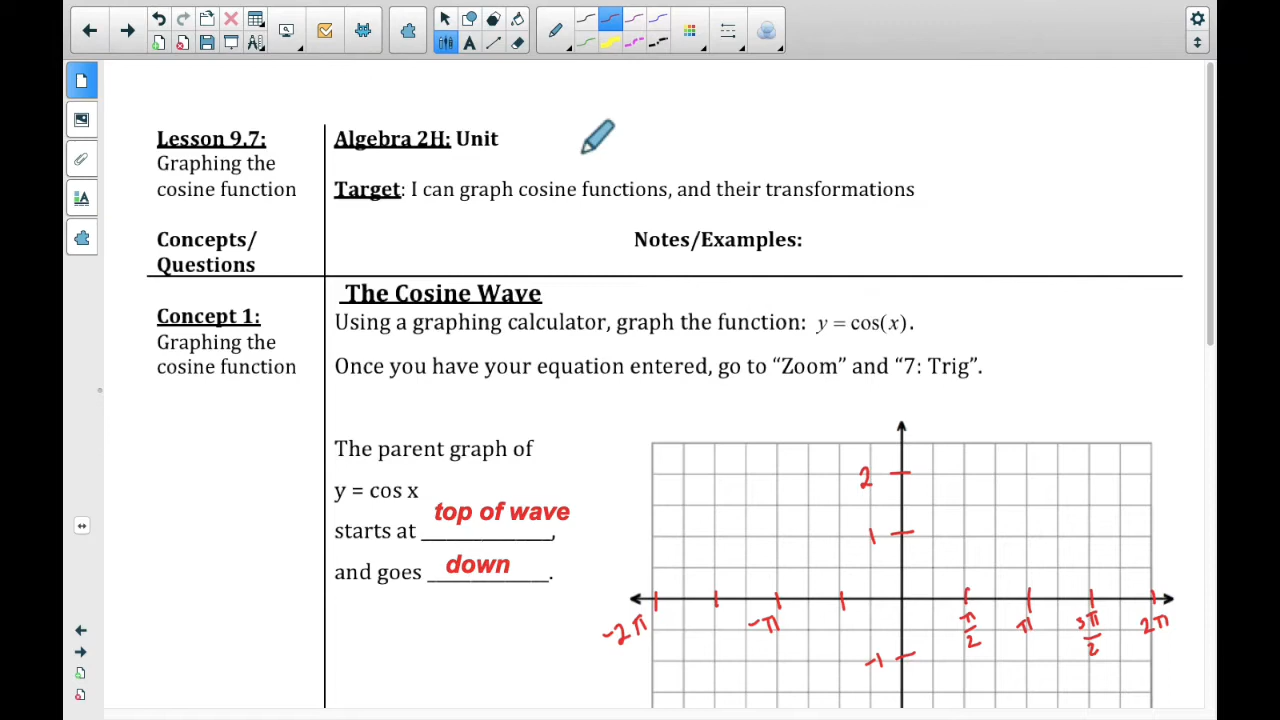 Lesson 9.7:
Graphing the
cosine function
Algebra 2H: Unit
Target: I can graph cosine functions, and their transformations
Concepts/
Questions
Notes/Examples:
Concept 1:
Graphing the
cosine function
The Cosine Wave
Using a graphing calculator, graph the function: y = cos(x).
Once you have your equation entered, go to “Zoom” and “7: Trig”.
The parent graph of
y = cos x
starts at top of wave,
and goes down.
2
1
-2π -π π/2 π 3π/2 2π
-1